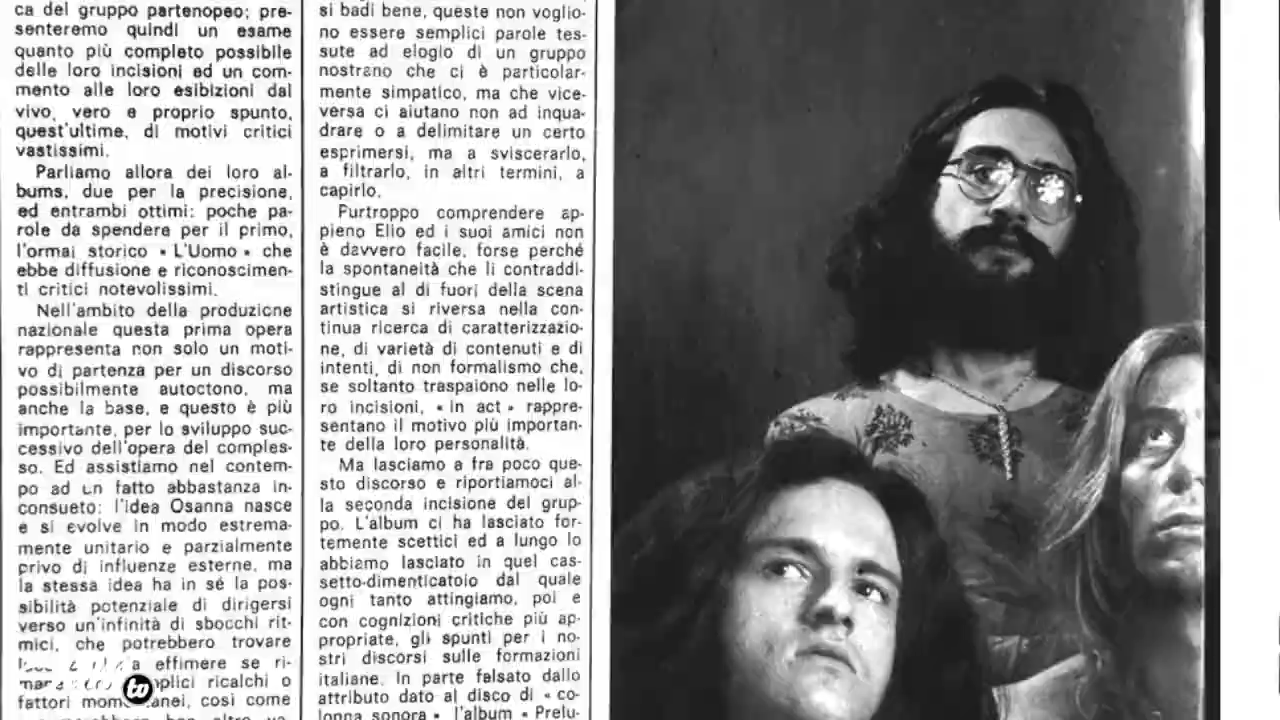 ca del gruppo partenopeo; pre-
senteremo quindi un esame
quanto più completo possibile
delle loro incisioni ed un com-
mento alle loro esibizioni dal
vivo, vero e proprio spunto,
quest'ultime, di motivi critici
vastissimi.
Parliamo allora dei loro al-
bums, due per la precisione,
ed entrambi ottimi: poche pa-
role da spendere per il primo,
l'ormai storico « L'Uomo » che
ebbe diffusione e riconoscimen-
ti critici notevolissimi.
Nell'ambito della produzicne
nazionale questa prima opera
rappresenta non solo un moti-
vo di partenza per un discorso
possibilmente autoctono, ma
anche la base, e questo è più
importante, per lo sviluppo suc-
cessivo dell'opera del comples-
so. Ed assistiamo nel contem-
po ad un fatto abbastanza in-
consueto: l'idea Osanna nasce
e si evolve in modo estrema-
mente unitario e parzialmente
privo di influenze esterne, ma
la stessa idea ha in sé la pos-
sibilità potenziale di dirigersi
verso un'infinità di sbocchi rit-
mici, che potrebbero trovare
effimere se ri-
ricalchi o
fattori così come
to
si badi bene, queste non voglio-
no essere semplici parole tes-
sute ad elogio di un gruppo
nostrano che ci è particolar-
mente simpatico, ma che vice-
versa ci aiutano non ad inqua-
drare o a delimitare un certo
esprimersi, ma a sviscerarlo,
a filtrarlo, in altri termini, a
capirlo.
Purtroppo comprendere ap-
pieno Elio ed i suoi amici non
è davvero facile, forse perché
la spontaneità che li contraddi-
stingue al di fuori della scena
artistica si riversa nella con-
tinua ricerca di caratterizzazio-
ne, di varietà di contenuti e di
intenti, di non formalismo che,
se soltanto traspaiono nelle lo-
ro incisioni, « in act » rappre-
sentano il motivo più importan-
te della loro personalità.
Ma lasciamo a fra poco que-
sto discorso e riportiamoci al-
la seconda incisione del grup-
po. L'album ci ha lasciato for-
temente scettici ed a lungo lo
abbiamo lasciato in quel cas-
setto-dimenticatoio dal quale
ogni tanto attingiamo, poi e
con cognizioni critiche più ap-
propriate, gli spunti per i no-
stri discorsi sulle formazioni
italiane. In parte falsato dallo
attributo dato al disco di « co-
lonna sonora » l'album « Prelu-